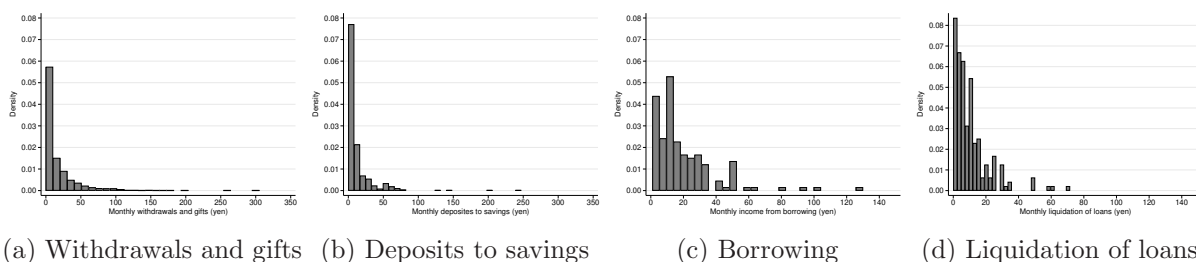 0.08
0.07
0.06
0.05
0.04
0.03
0.02
0.01
0.00
Density
0 50 100 150 200 250 300 350
Monthly withdrawals and gifts (yen)
(a) Withdrawals and gifts
0.08
0.07
0.06
0.05
0.04
0.03
0.02
0.01
0.00
Density
0 50 100 150 200 250 300 350
Monthly deposites to savings (yen)
(b) Deposits to savings
0.08
0.07
0.06
0.05
0.04
0.03
0.02
0.01
0.00
Density
0 20 40 60 80 100 120 140
Monthly income from borrowing (yen)
(c) Borrowing
0.08
0.07
0.06
0.05
0.04
0.03
0.02
0.01
0.00
Density
0 20 40 60 80 100 120 140
Monthly liquidation of loans (yen)
(d) Liquidation of loans